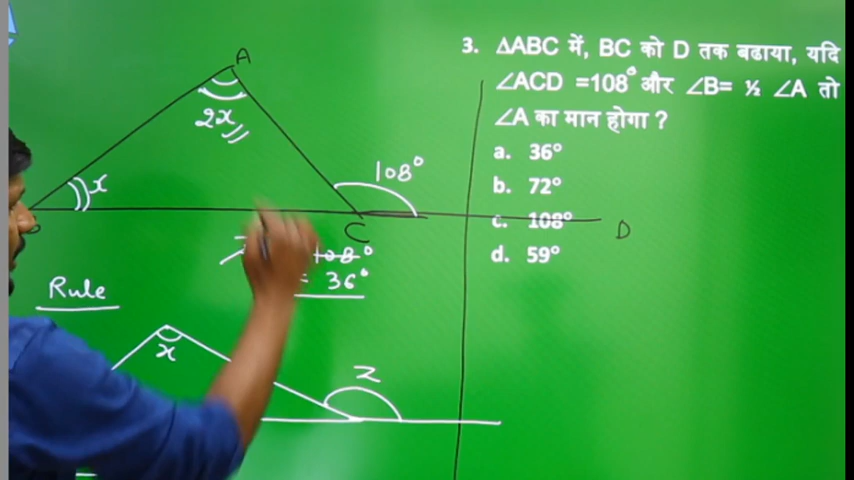 3. ΔABC में, BC को D तक बढाया, यदि
∠ACD =108° और ∠B= ½ ∠A तो
∠A का मान होगा ?
a. 36°
b. 72°
c. 108°
d. 59°
A
2x
x
108°
C
D
108°
= 36°
Rule
x
z